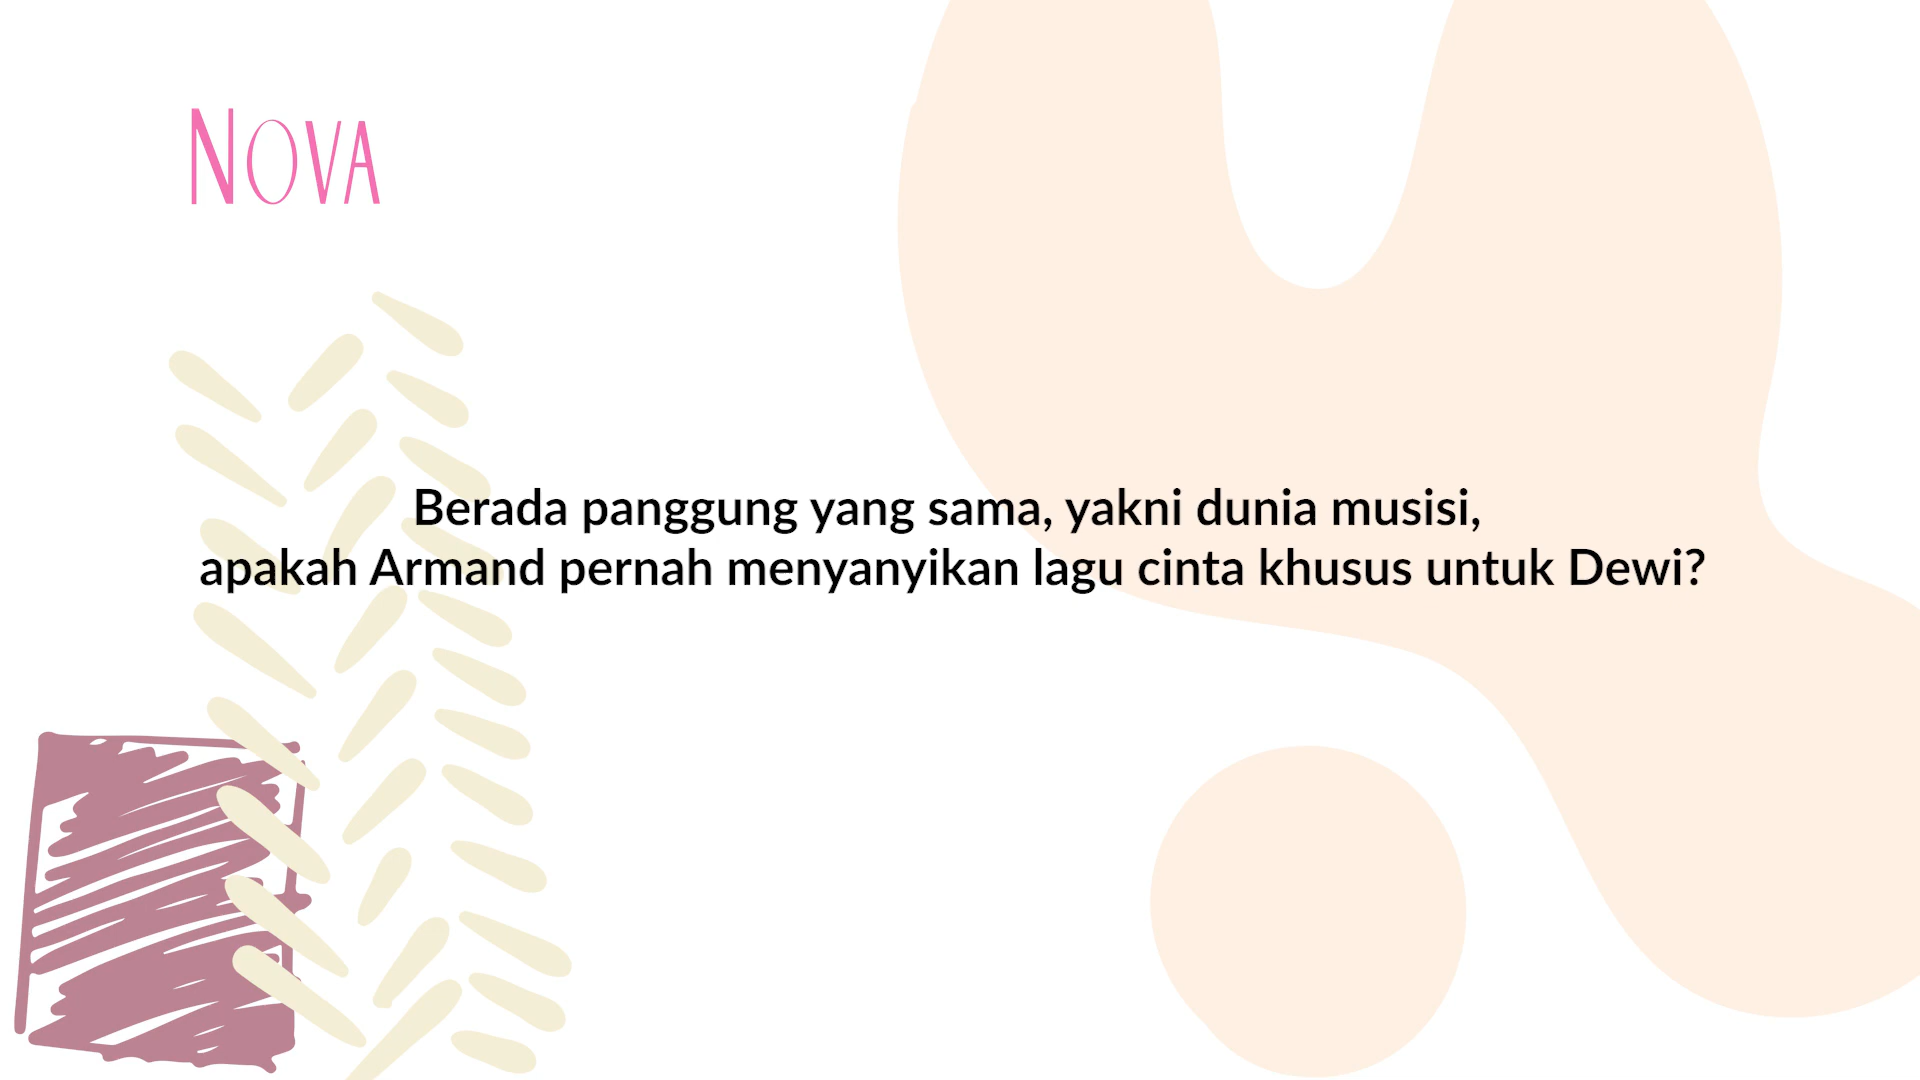 NOVA
Berada panggung yang sama, yakni dunia musisi,
apakah Armand pernah menyanyikan lagu cinta khusus untuk Dewi?